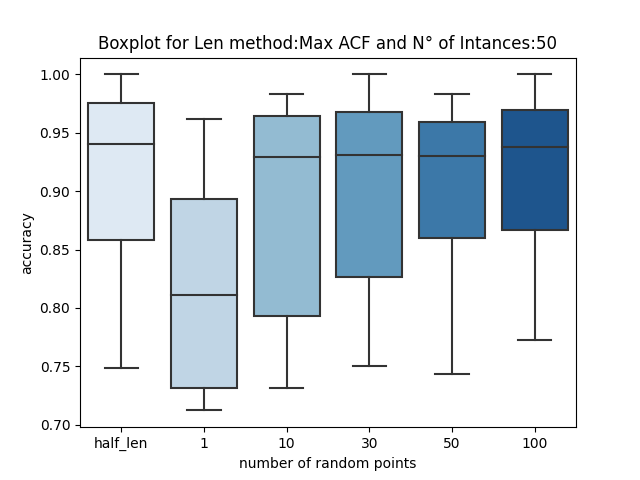 Boxplot for Len method:Max ACF and N° of Intances:50
1.00
0.95
0.90
0.85
0.80
0.75
0.70
accuracy
half_len 1 10 30 50 100
number of random points